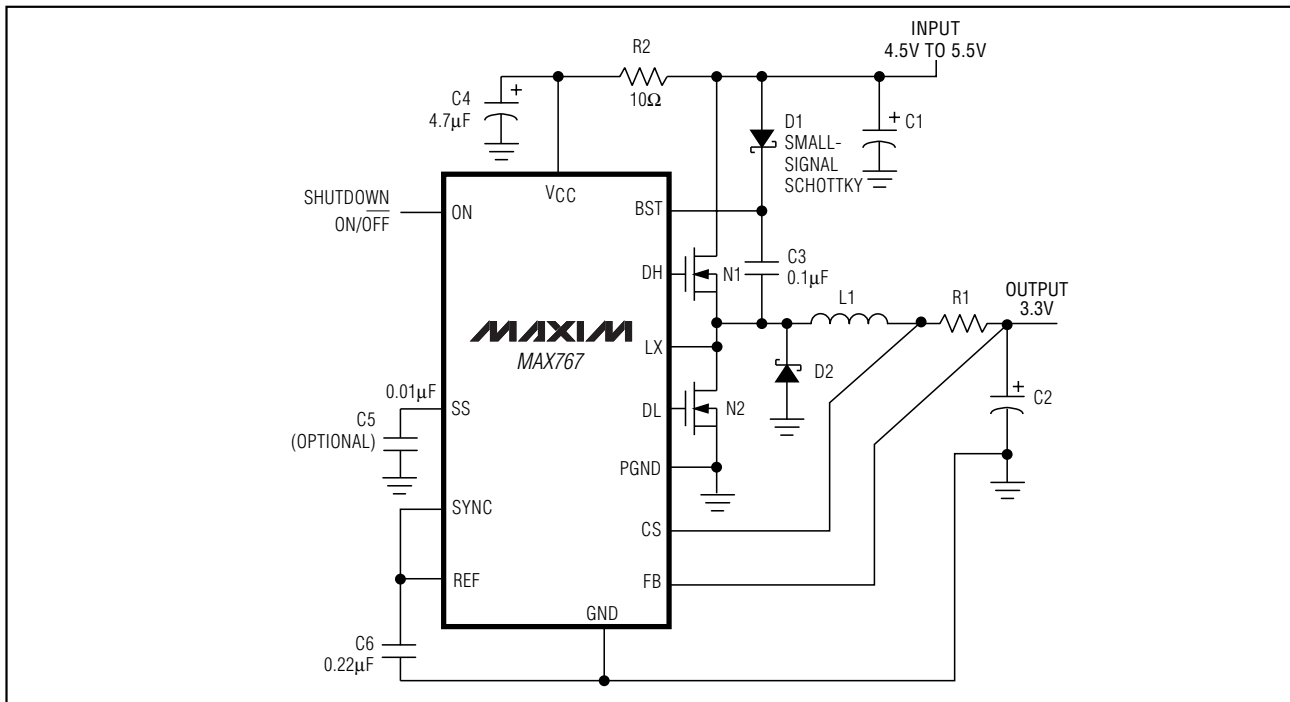 INPUT
4.5V TO 5.5V
R2
10Ω
C4
+
4.7µF
D1
SMALL-
SIGNAL
SCHOTTKY
+
C1
SHUTDOWN
ON/OFF
ON
VCC
BST
DH
N1
C3
0.1µF
L1
R1
OUTPUT
3.3V
MAXIM
MAX767
LX
D2
+
C2
0.01µF
SS
C5
(OPTIONAL)
DL
N2
PGND
SYNC
CS
REF
FB
GND
C6
0.22µF